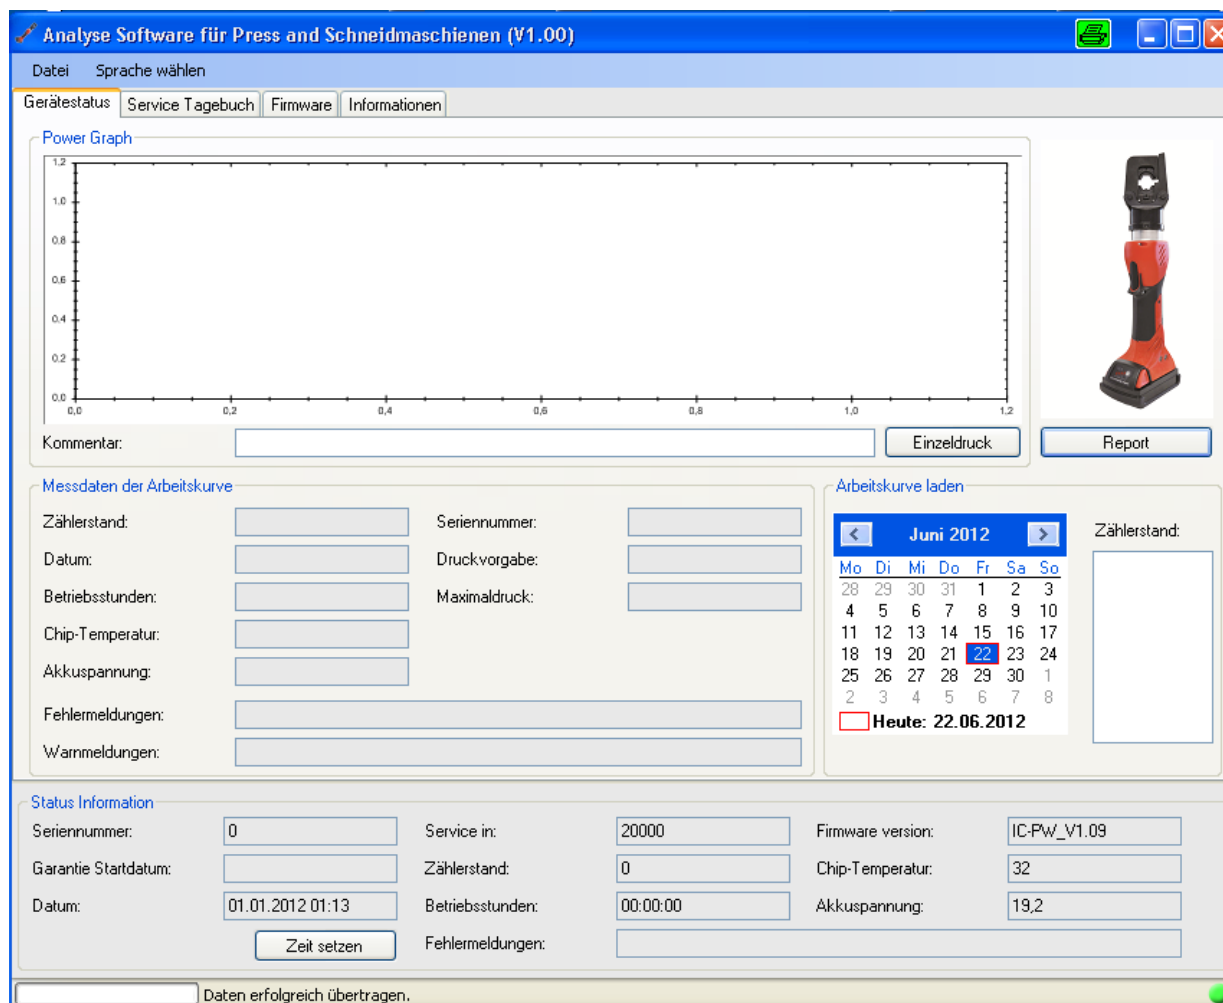 Analyse Software für Press and Schneidmaschienen (V1.00)
Datei Sprache wählen
Gerätestatus Service Tagebuch Firmware Informationen
Power Graph
1,2
1,0
0,8
0,6
0,4
0,2
0,0
0,0 0,2 0,4 0,6 0,8 1,0 1,2
Kommentar: Einzeldruck Report
Messdaten der Arbeitskurve
Zählerstand: Seriennummer:
Datum: Druckvorgabe:
Betriebsstunden: Maximaldruck:
Chip-Temperatur:
Akkuspannung:
Fehlermeldungen:
Warnmeldungen:
Arbeitskurve laden
Juni 2012
Mo Di Mi Do Fr Sa So
28 29 30 31 1 2 3
4 5 6 7 8 9 10
11 12 13 14 15 16 17
18 19 20 21 22 23 24
25 26 27 28 29 30 1
2 3 4 5 6 7 8
Heute: 22.06.2012
Zählerstand:
Status Information
Seriennummer: 0 Service in: 20000 Firmware version: IC-PW_V1.09
Garantie Startdatum: Zählerstand: 0 Chip-Temperatur: 32
Datum: 01.01.2012 01:13 Betriebsstunden: 00:00:00 Akkuspannung: 19,2
Zeit setzen Fehlermeldungen:
Daten erfolgreich übertragen.